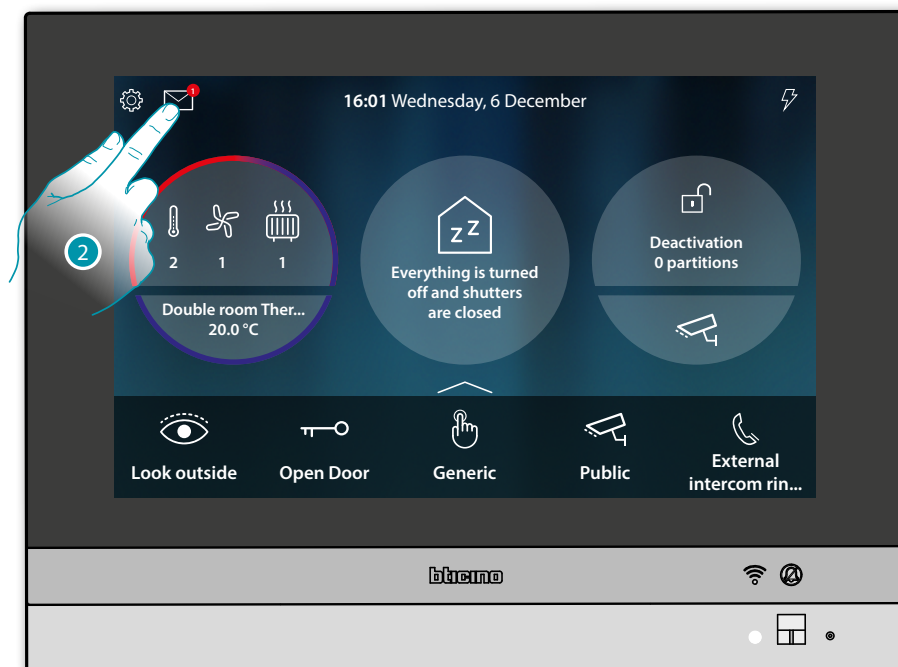 1
16:01 Wednesday, 6 December
2
2 1 1
Double room Ther...
20.0 °C
z Z
Everything is turned
off and shutters
are closed
Deactivation
0 partitions
Look outside
Open Door
Generic
Public
External
intercom rin...
bticino